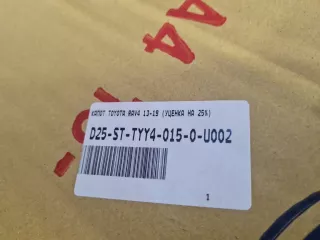 КАПОТ TOYOTA RAV4 13-19 (УЦЕНКА НА 25%)
D25-ST-TYY4-015-0-U002
1